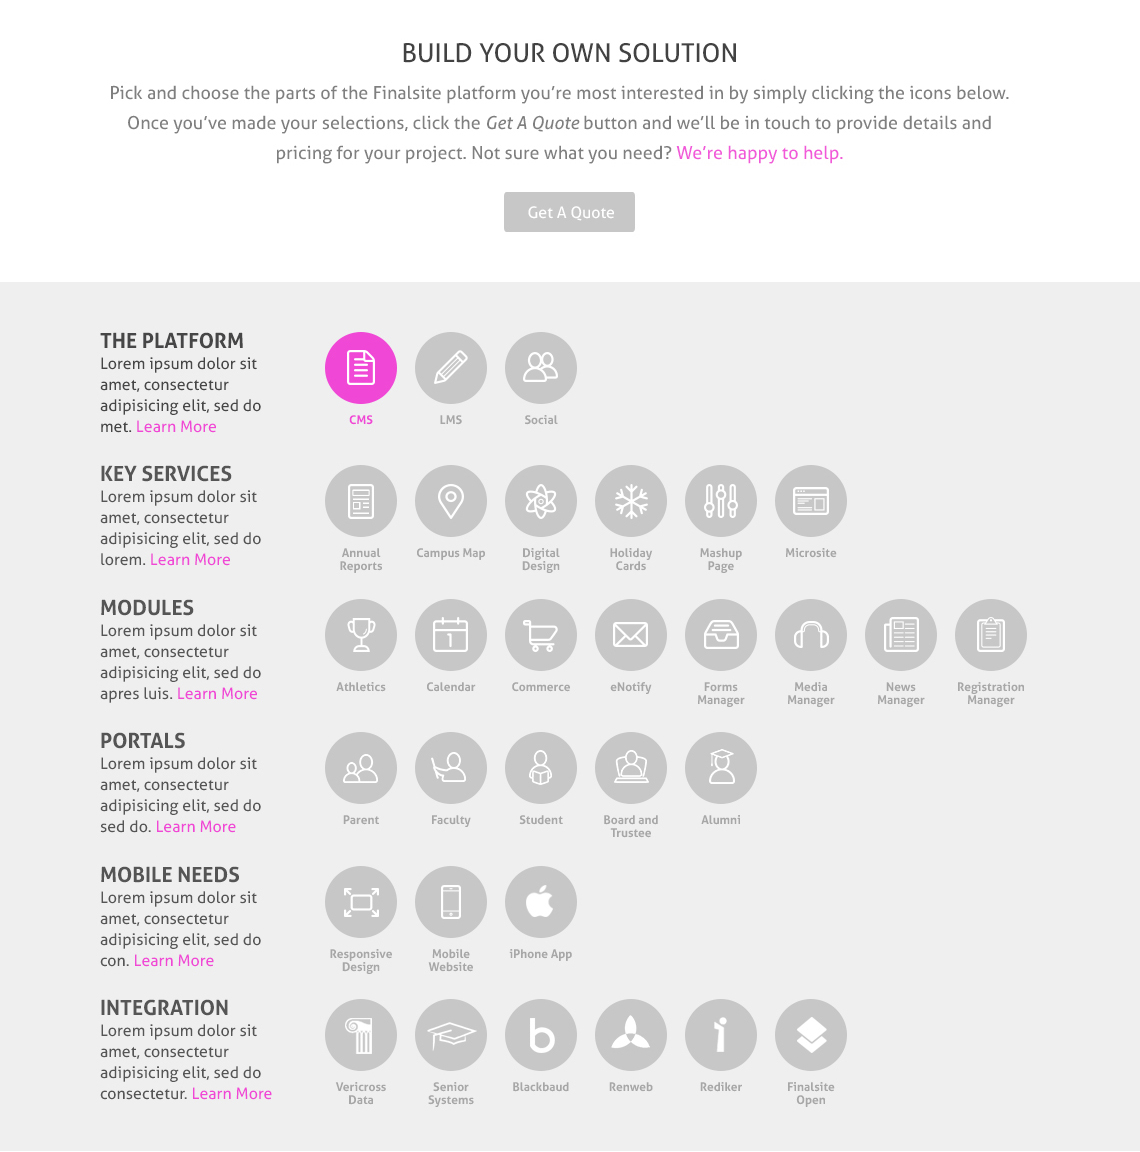 BUILD YOUR OWN SOLUTION
Pick and choose the parts of the Finalsite platform you're most interested in by simply clicking the icons below.
Once you've made your selections, click the Get A Quote button and we'll be in touch to provide details and
pricing for your project. Not sure what you need? We're happy to help.
Get A Quote
THE PLATFORM
Lorem ipsum dolor sit
amet, consectetur
adipisicing elit, sed do
met. Learn More
CMS
LMS
Social
KEY SERVICES
Lorem ipsum dolor sit
amet, consectetur
adipisicing elit, sed do
lorem. Learn More
Annual
Reports
Campus Map
Digital
Design
Holiday
Cards
Mashup
Page
Microsite
MODULES
Lorem ipsum dolor sit
amet, consectetur
adipisicing elit, sed do
apres luis. Learn More
Athletics
1
Calendar
Commerce
eNotify
Forms
Manager
Media
Manager
News
Manager
Registration
Manager
PORTALS
Lorem ipsum dolor sit
amet, consectetur
adipisicing elit, sed do
sed do. Learn More
Parent
Faculty
Student
Board and
Trustee
Alumni
MOBILE NEEDS
Lorem ipsum dolor sit
amet, consectetur
adipisicing elit, sed do
con. Learn More
Responsive
Design
Mobile
Website
iPhone App
INTEGRATION
Lorem ipsum dolor sit
amet, consectetur
adipisicing elit, sed do
consectetur. Learn More
Vericross
Data
Senior
Systems
b
Blackbaud
Renweb
i
Rediker
Finalsite
Open